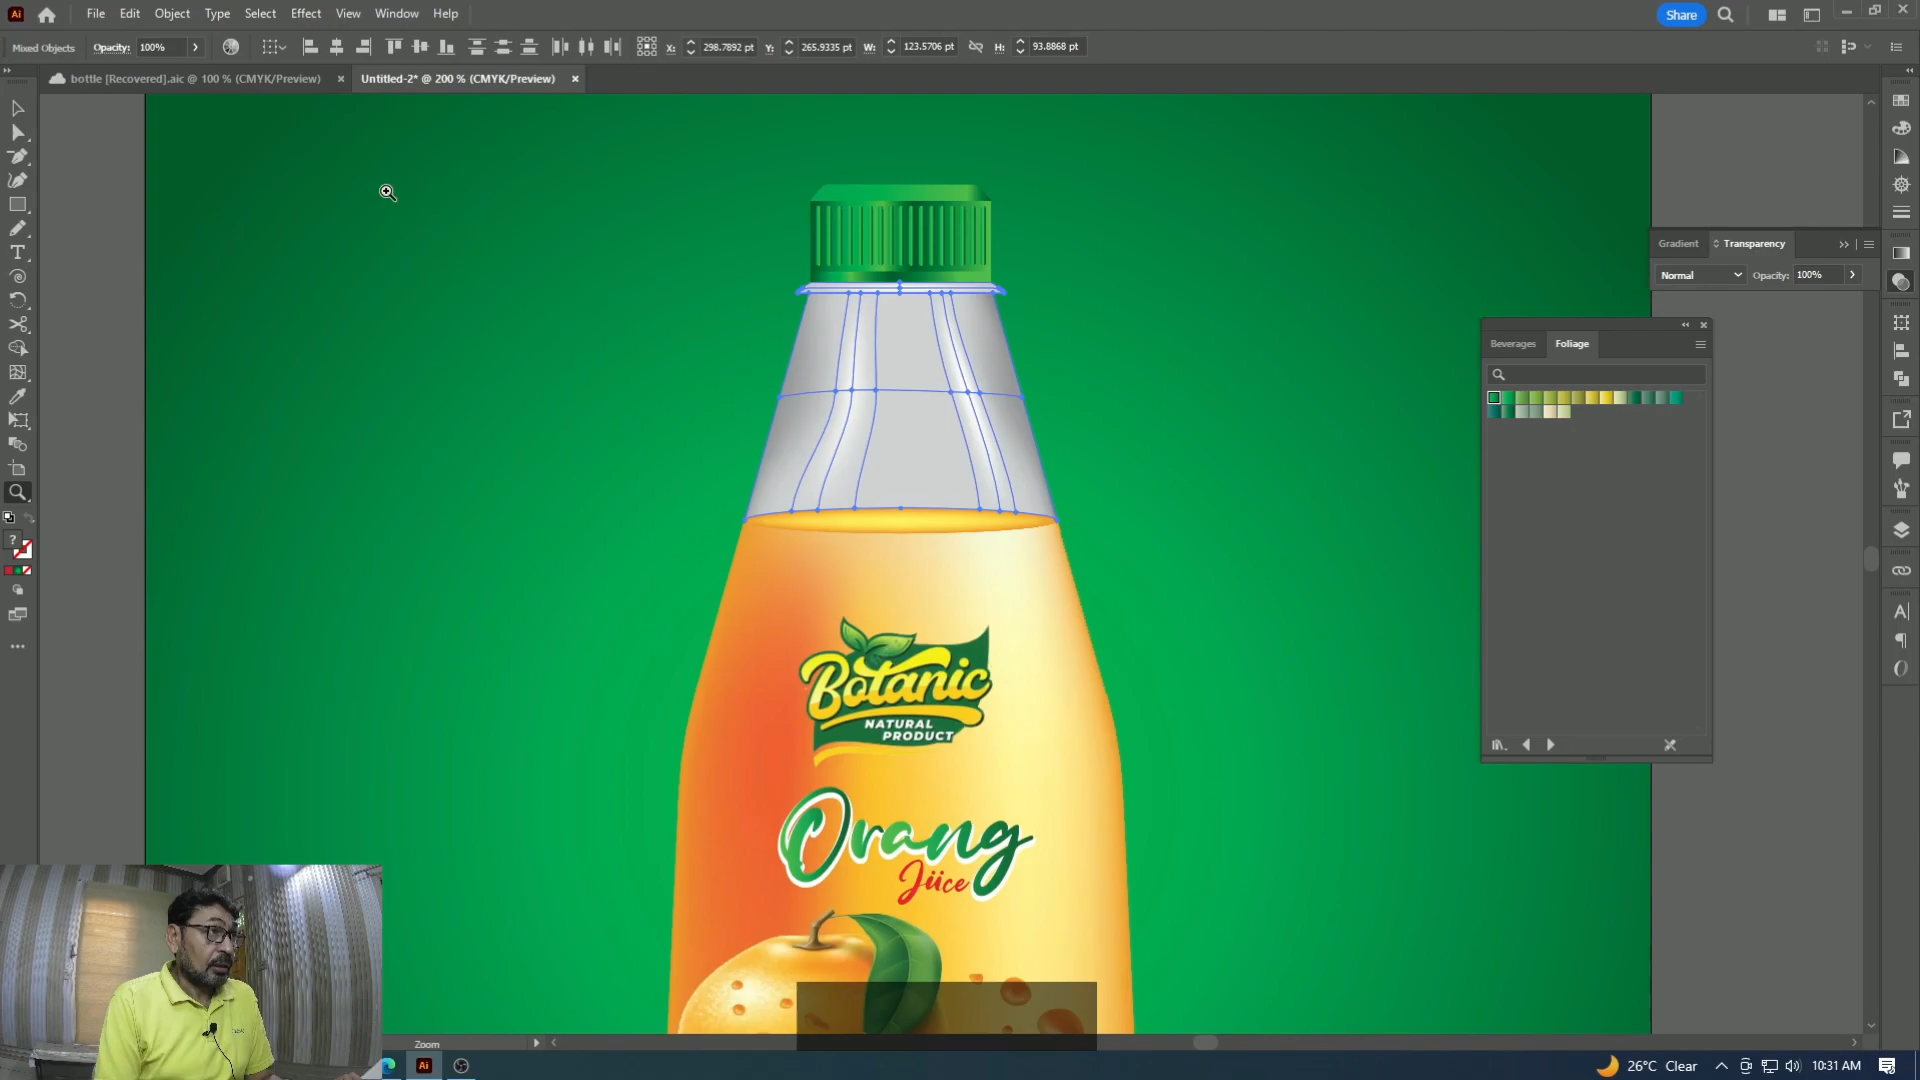 Ai File Edit Object Type Select Effect View Window Help Share
Mixed Objects Opacity: 100% X: 298.7892 pt Y: 265.9335 pt W: 123.5706 pt H: 93.8868 pt
bottle [Recovered].aic @ 100 % (CMYK/Preview) × Untitled-2* @ 200 % (CMYK/Preview) ×
Gradient Transparency
Normal Opacity: 100%
Beverages Foliage
Botanic
NATURAL
PRODUCT
Orang
Jüce
Zoom
Ai 26°C Clear 10:31 AM